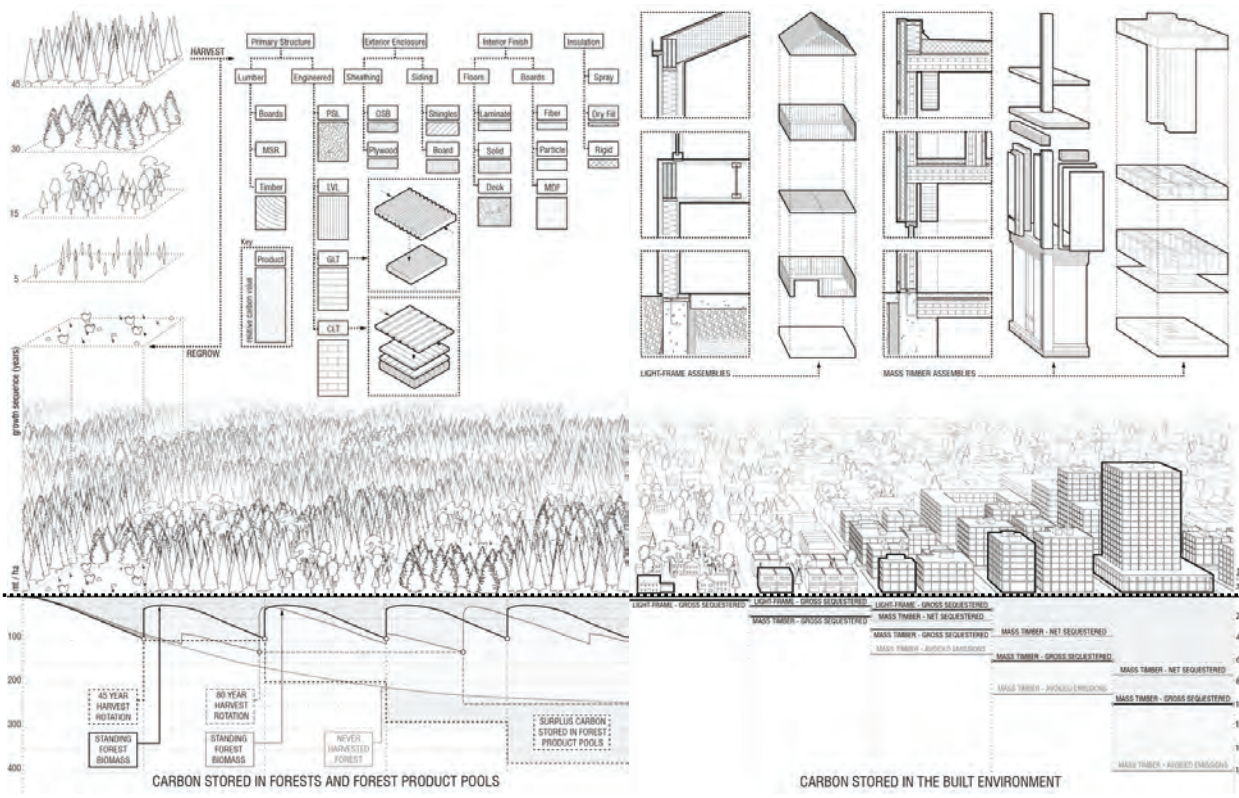 HARVEST
45
30
15
5
REGROW
growth sequence (years)
mt / ha
Primary Structure
Exterior Enclosure
Interior Finish
Insulation
Lumber
Engineered
Sheathing
Siding
Floors
Boards
Spray
Boards
PSL
OSB
Shingles
Laminate
Fiber
Dry Fill
MSR
Plywood
Board
Solid
Particle
Rigid
Timber
LVL
Deck
MDF
Key
Product
relative carbon value
GLT
CLT
LIGHT-FRAME ASSEMBLIES
MASS TIMBER ASSEMBLIES
100
200
300
400
45 YEAR
HARVEST
ROTATION
STANDING
FOREST
BIOMASS
80 YEAR
HARVEST
ROTATION
STANDING
FOREST
BIOMASS
NEVER
HARVESTED
FOREST
SURPLUS CARBON
STORED IN FOREST
PRODUCT POOLS
CARBON STORED IN FORESTS AND FOREST PRODUCT POOLS
LIGHT-FRAME - GROSS SEQUESTERED
LIGHT-FRAME - GROSS SEQUESTERED
MASS TIMBER - GROSS SEQUESTERED
LIGHT-FRAME - GROSS SEQUESTERED
MASS TIMBER - NET SEQUESTERED
MASS TIMBER - GROSS SEQUESTERED
MASS TIMBER - AVOIDED EMISSIONS
MASS TIMBER - NET SEQUESTERED
MASS TIMBER - GROSS SEQUESTERED
MASS TIMBER - AVOIDED EMISSIONS
MASS TIMBER - NET SEQUESTERED
MASS TIMBER - GROSS SEQUESTERED
MASS TIMBER - AVOIDED EMISSIONS
CARBON STORED IN THE BUILT ENVIRONMENT